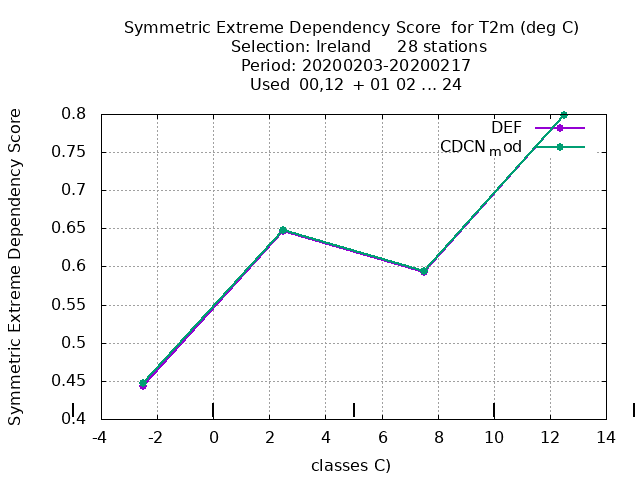 Symmetric Extreme Dependency Score  for T2m (deg C)
Selection: Ireland     28 stations
Period: 20200203-20200217
Used  00,12  + 01 02 ... 24
DEF
CDCNmod
Symmetric Extreme Dependency Score
0.8
0.75
0.7
0.65
0.6
0.55
0.5
0.45
0.4
-4 -2 0 2 4 6 8 10 12 14
classes C)